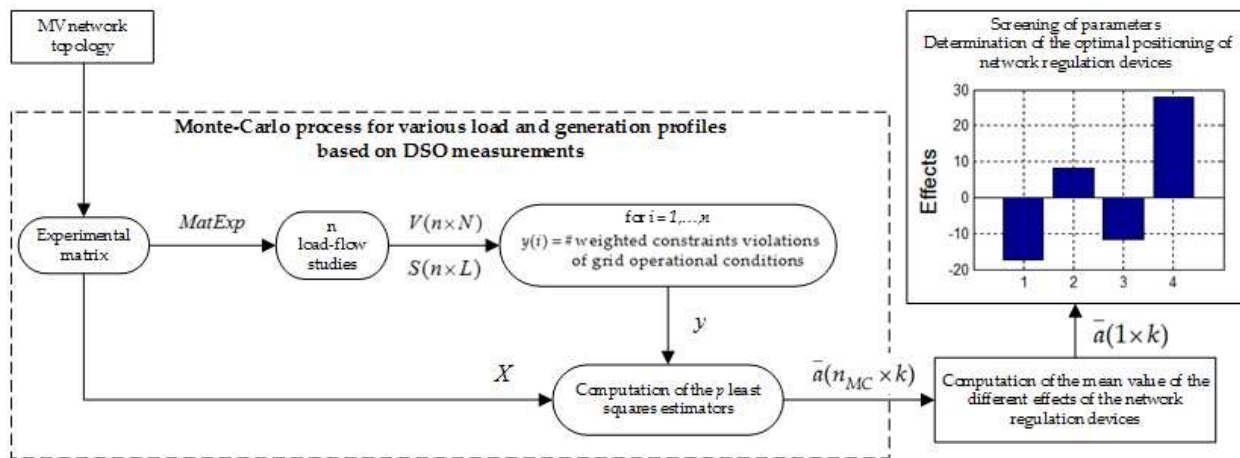 MV network
topology
Monte-Carlo process for various load and generation profiles
based on DSO measurements
Experimental
matrix
MatExp
n
load-flow
studies
V(n×N)
S(n×L)
for i = 1,...,n
y(i) = # weighted constraints violations
of grid operational conditions
y
X
Computation of the p least
squares estimators
a̅(n_MC × k)
Computation of the mean value of the
different effects of the network
regulation devices
a̅(1×k)
Screening of parameters
Determination of the optimal positioning of
network regulation devices
Effects
30
20
10
0
-10
-20
1 2 3 4